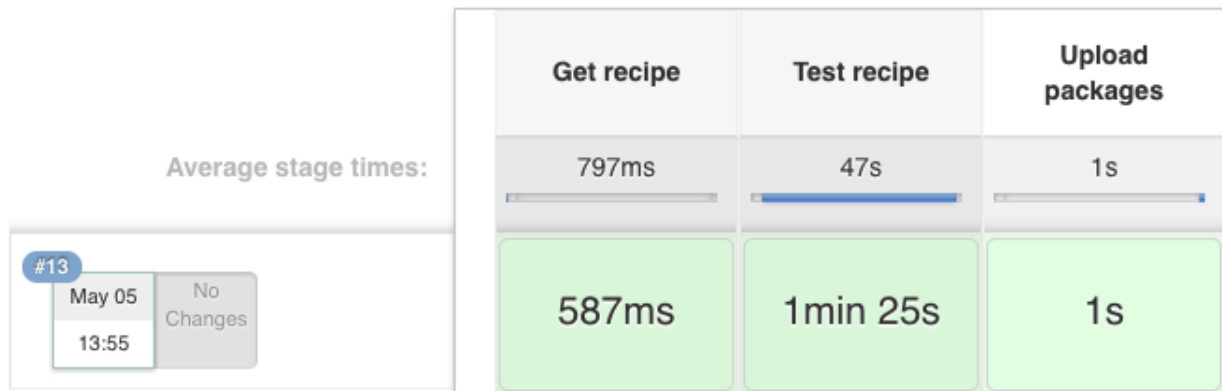 Get recipe
Test recipe
Upload
packages
Average stage times:
797ms
47s
1s
#13
May 05
13:55
No
Changes
587ms
1min 25s
1s